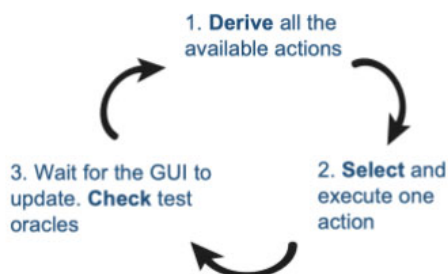 1. Derive all the
available actions
2. Select and
execute one
action
3. Wait for the GUI to
update. Check test
oracles